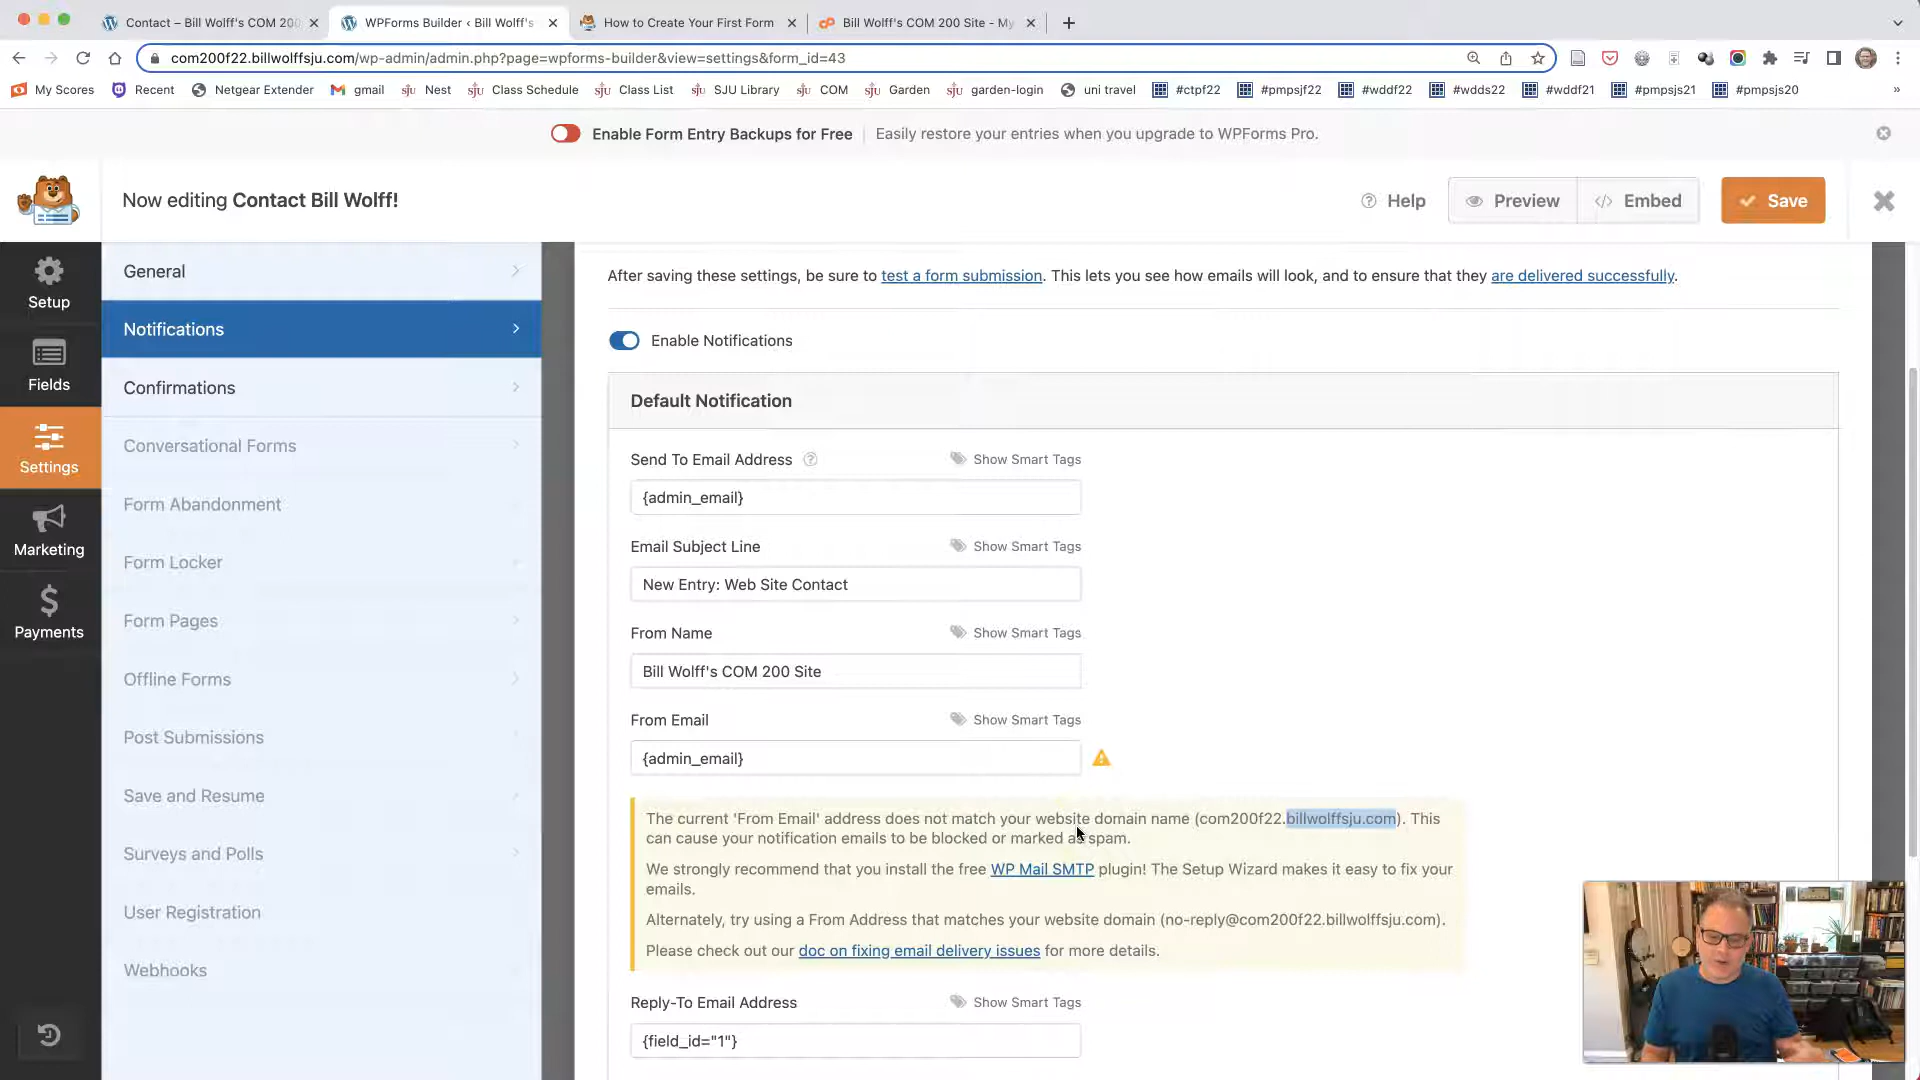 Contact – Bill Wolff's COM 200
WPForms Builder ‹ Bill Wolff's
How to Create Your First Form
Bill Wolff's COM 200 Site - My
com200f22.billwolffsju.com/wp-admin/admin.php?page=wpforms-builder&view=settings&form_id=43
My Scores
Recent
Netgear Extender
gmail
sju Nest
sju Class Schedule
sju Class List
sju SJU Library
sju COM
sju Garden
sju garden-login
uni travel
#ctpf22
#pmpsjf22
#wddf22
#wdds22
#wddf21
#pmpsjs21
#pmpsjs20
»
Enable Form Entry Backups for Free
Easily restore your entries when you upgrade to WPForms Pro.
Now editing Contact Bill Wolff!
Help
Preview
Embed
Save
Setup
Fields
Settings
Marketing
Payments
General
Notifications
Confirmations
Conversational Forms
Form Abandonment
Form Locker
Form Pages
Offline Forms
Post Submissions
Save and Resume
Surveys and Polls
User Registration
Webhooks
After saving these settings, be sure to test a form submission. This lets you see how emails will look, and to ensure that they are delivered successfully.
Enable Notifications
Default Notification
Send To Email Address
Show Smart Tags
{admin_email}
Email Subject Line
Show Smart Tags
New Entry: Web Site Contact
From Name
Show Smart Tags
Bill Wolff's COM 200 Site
From Email
Show Smart Tags
{admin_email}
The current 'From Email' address does not match your website domain name (com200f22.billwolffsju.com). This
can cause your notification emails to be blocked or marked as spam.
We strongly recommend that you install the free WP Mail SMTP plugin! The Setup Wizard makes it easy to fix your
emails.
Alternately, try using a From Address that matches your website domain (no-reply@com200f22.billwolffsju.com).
Please check out our doc on fixing email delivery issues for more details.
Reply-To Email Address
Show Smart Tags
{field_id="1"}